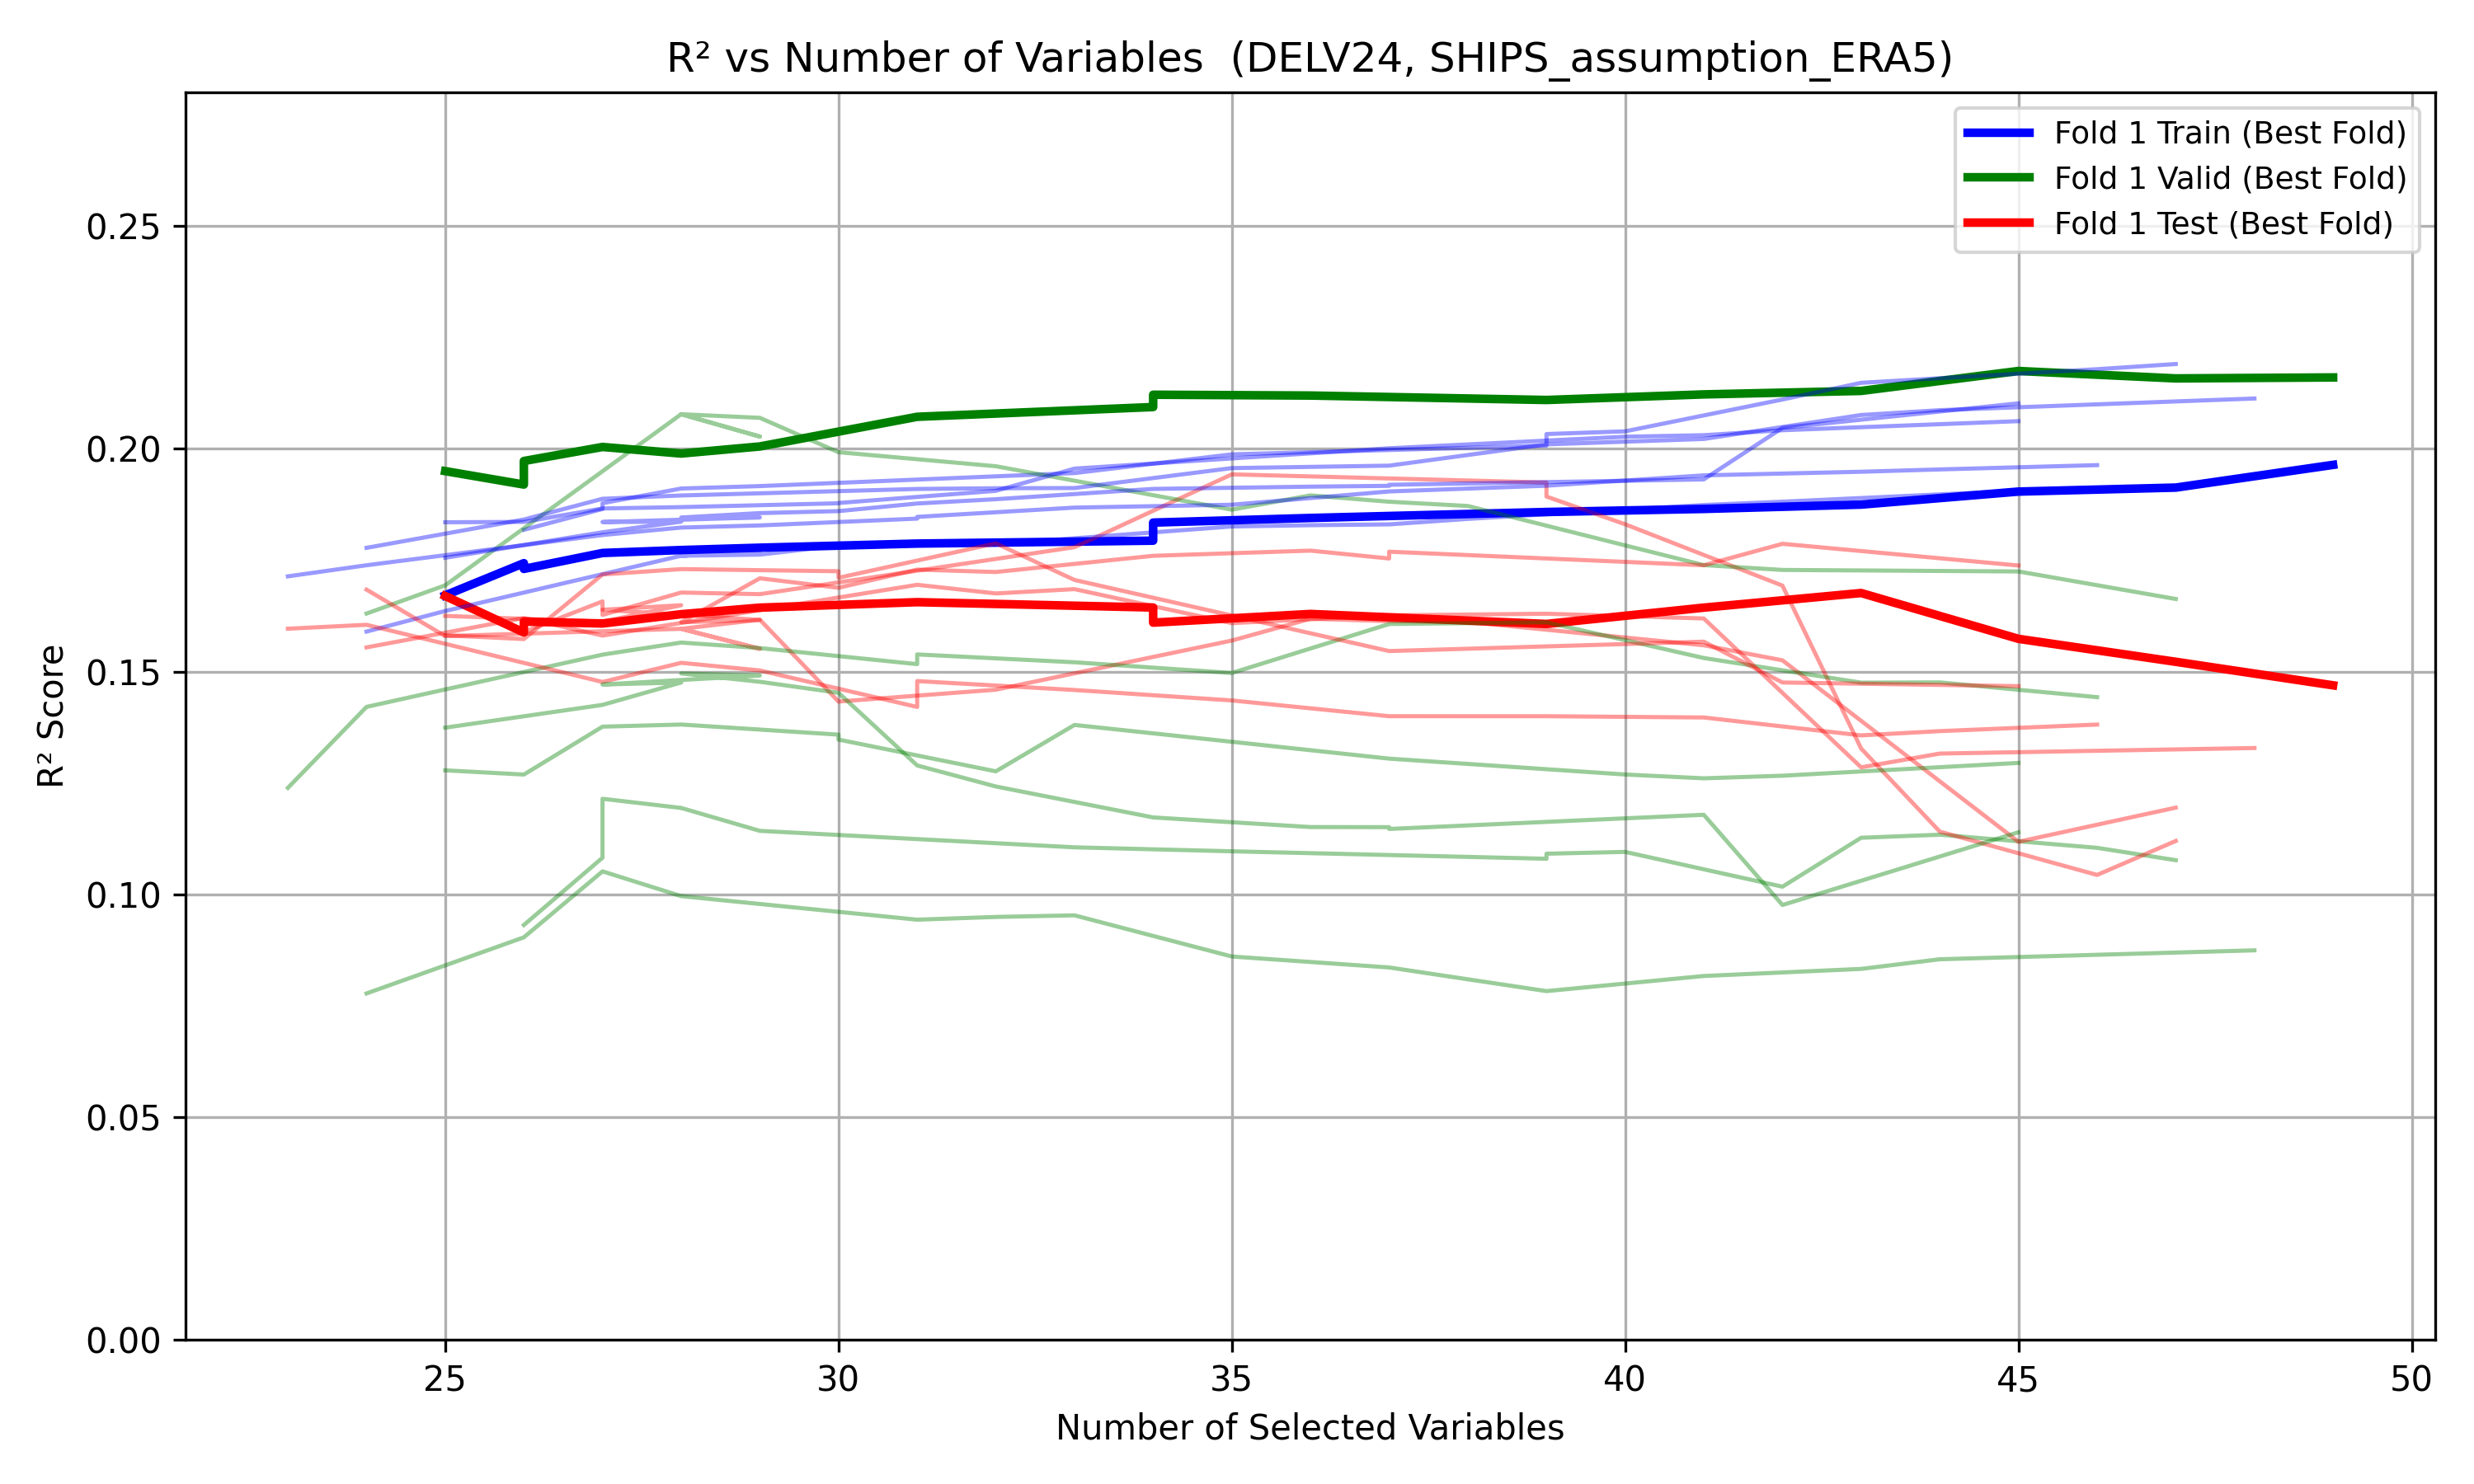 R² vs Number of Variables  (DELV24, SHIPS_assumption_ERA5)
Fold 1 Train (Best Fold)
Fold 1 Valid (Best Fold)
Fold 1 Test (Best Fold)
R² Score
0.25
0.20
0.15
0.10
0.05
0.00
25 30 35 40 45 50
Number of Selected Variables